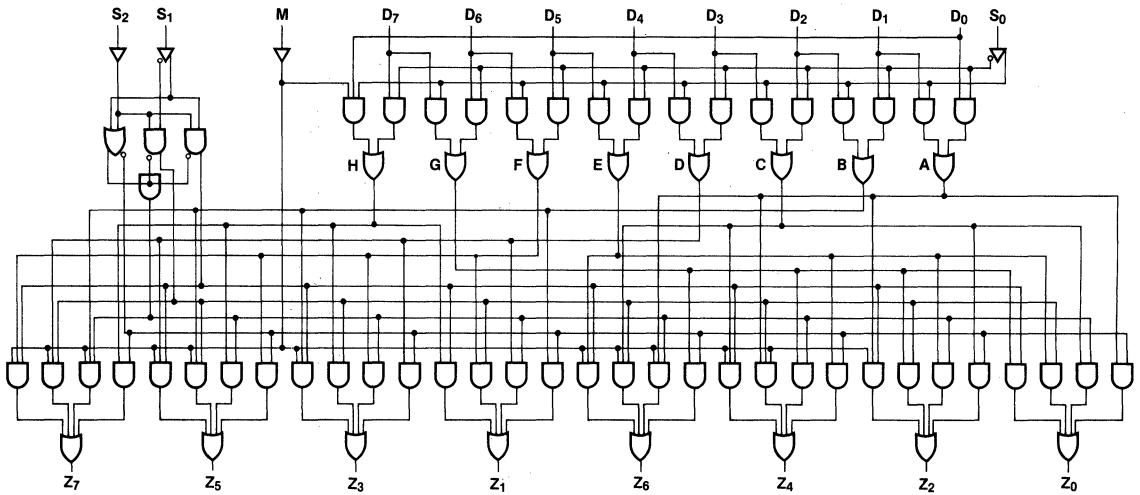 S2 S1 M D7 D6 D5 D4 D3 D2 D1 D0 S0
H G F E D C B A
Z7 Z5 Z3 Z1 Z6 Z4 Z2 Z0